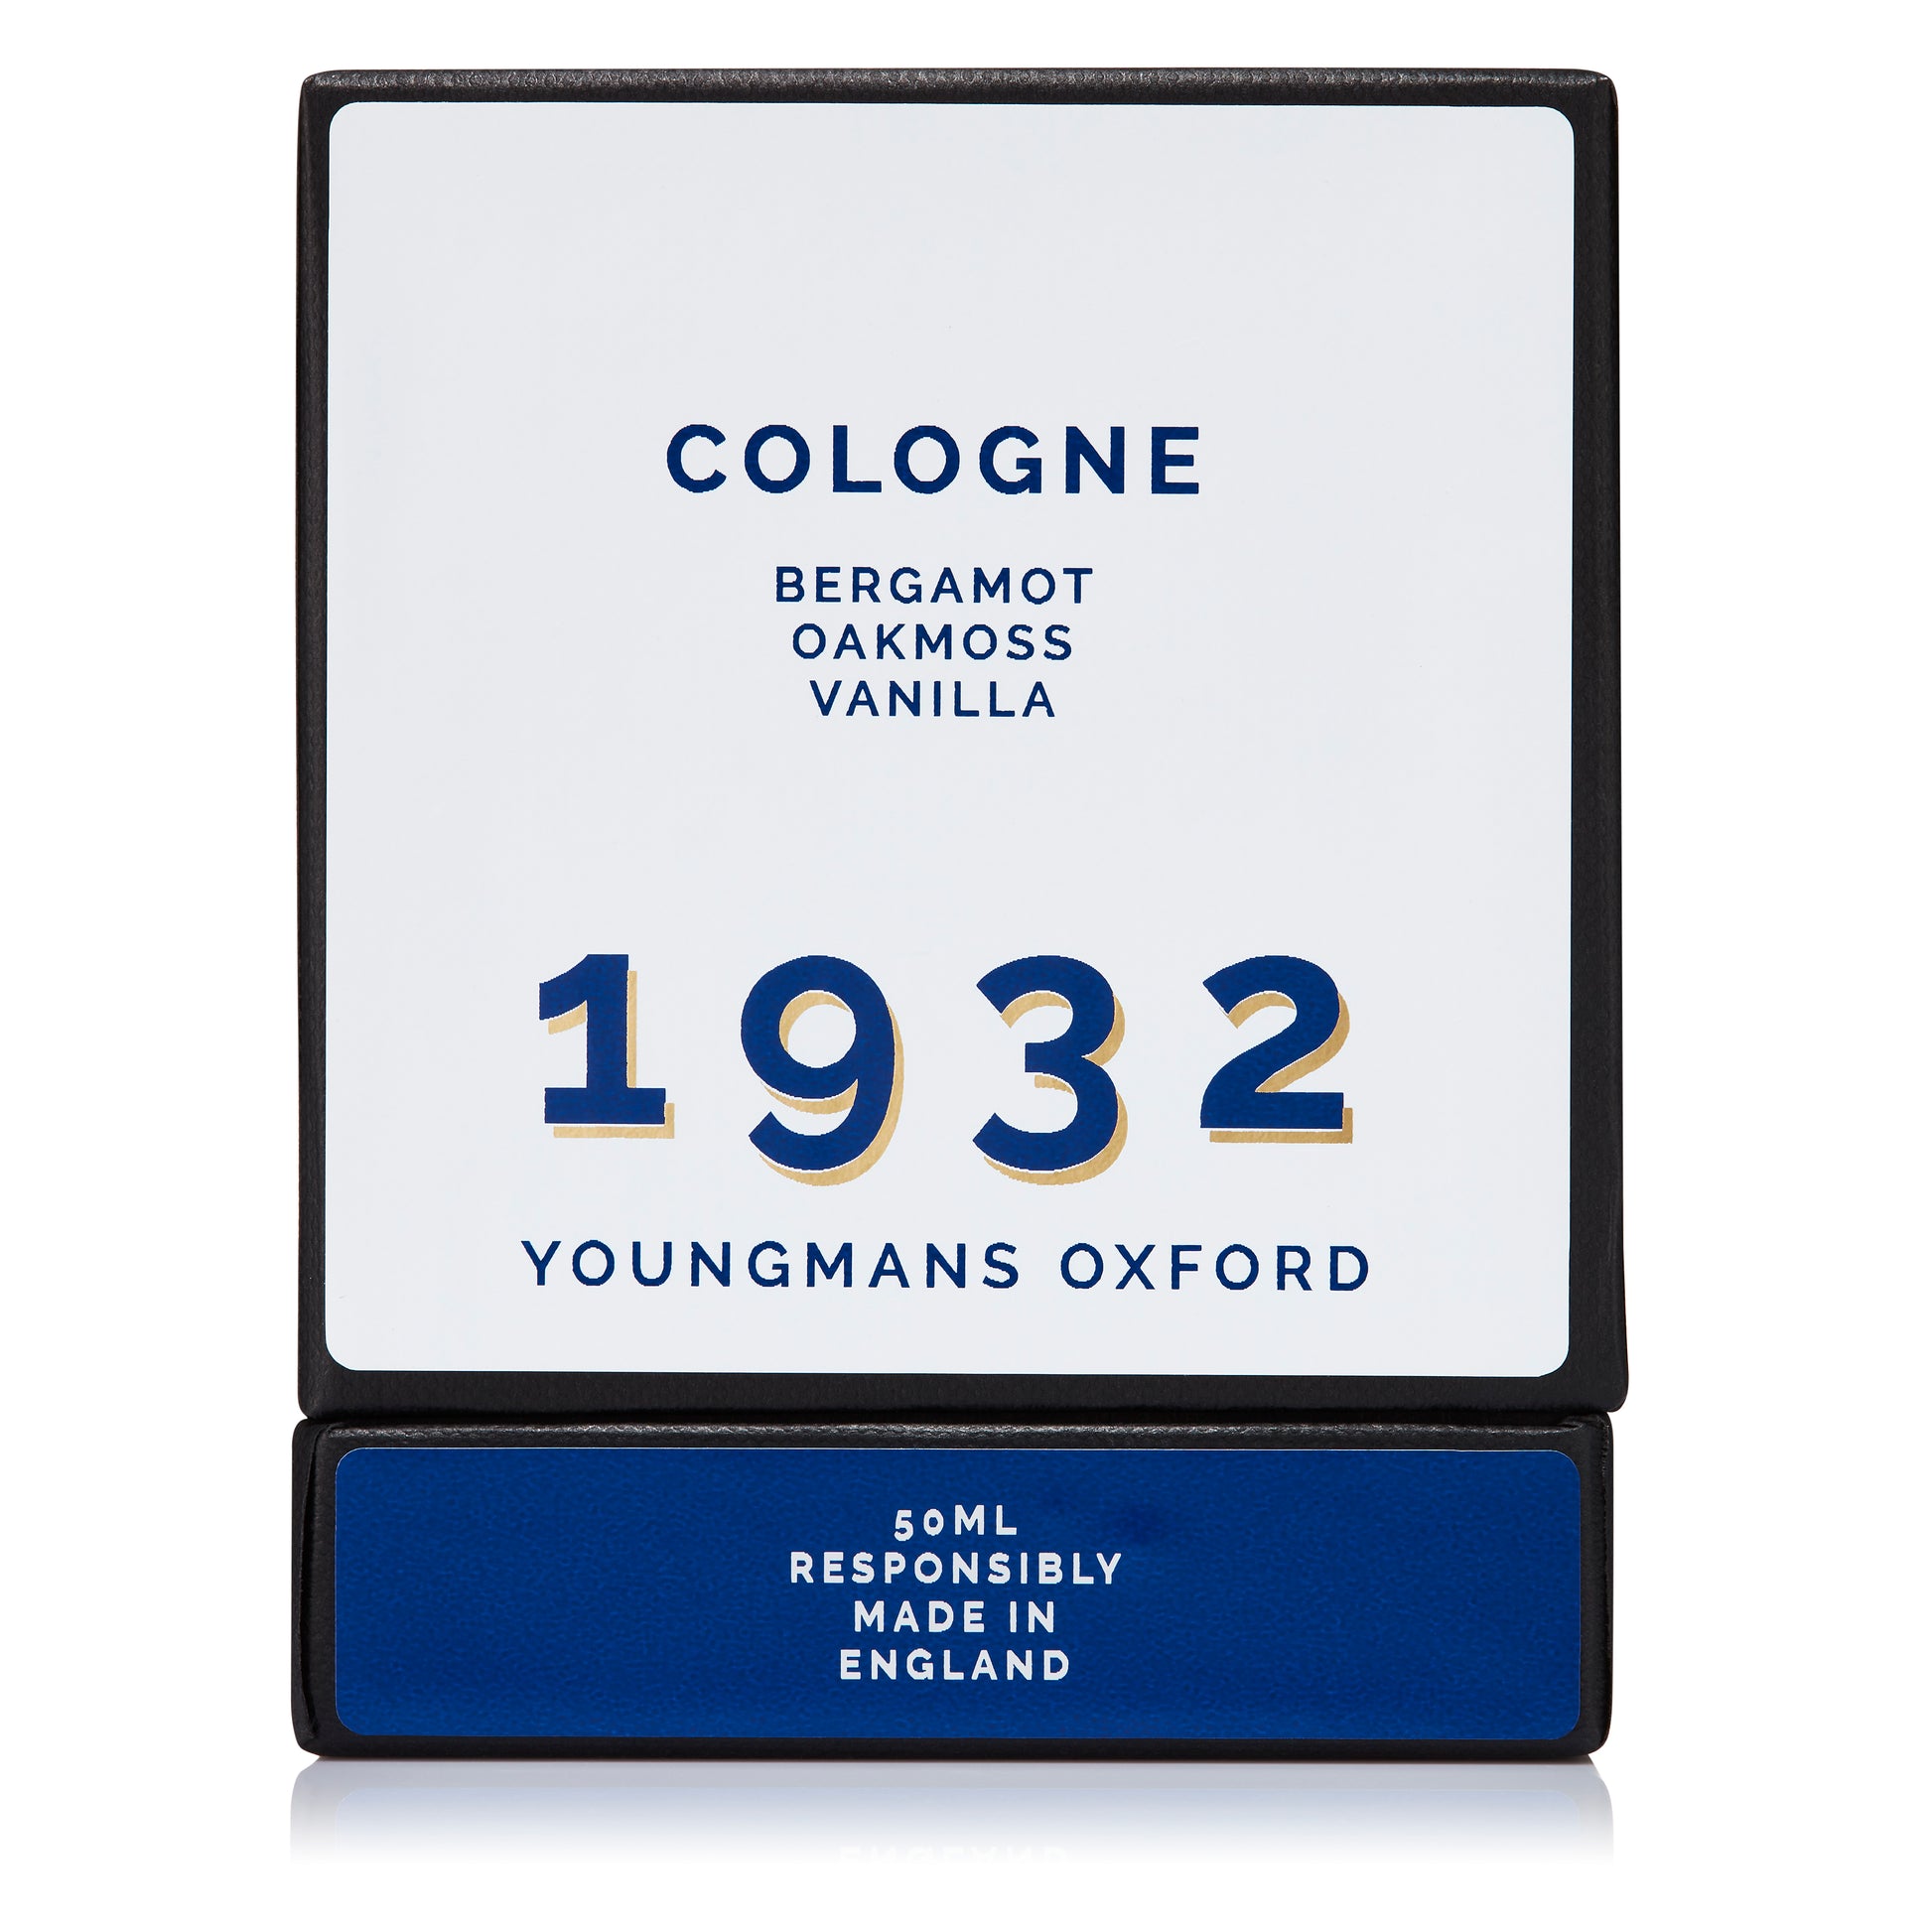 COLOGNE
BERGAMOT
OAKMOSS
VANILLA
1932
YOUNGMANS OXFORD
50ML
RESPONSIBLY
MADE IN
ENGLAND